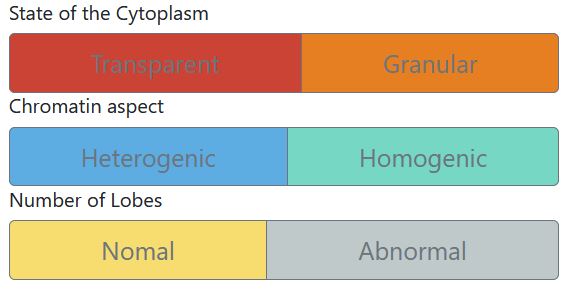 State of the Cytoplasm
Transparent Granular
Chromatin aspect
Heterogenic Homogenic
Number of Lobes
Nomal Abnormal